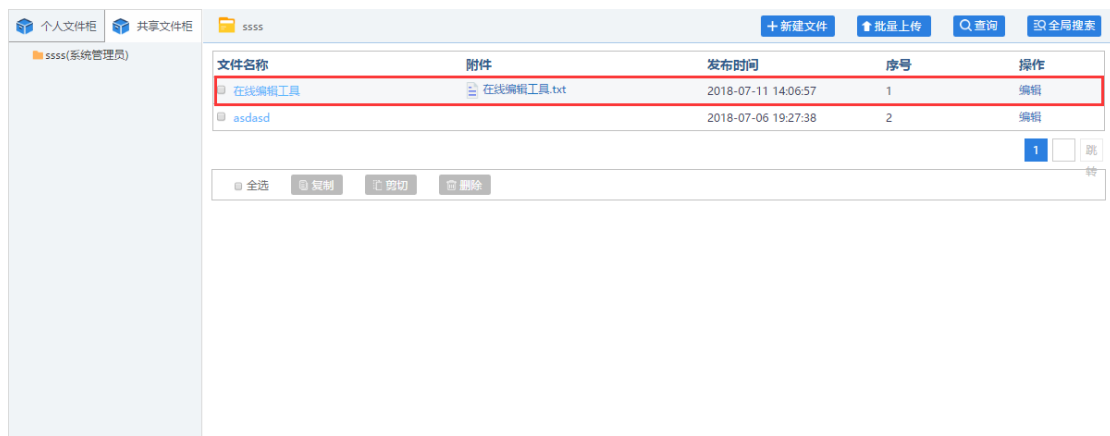 个人文件柜 共享文件柜 ssss +新建文件 批量上传 查询 全局搜索
ssss(系统管理员)
文件名称 附件 发布时间 序号 操作
在线编辑工具 在线编辑工具.txt 2018-07-11 14:06:57 1 编辑
asdasd 2018-07-06 19:27:38 2 编辑
1 跳
转
全选 复制 剪切 删除